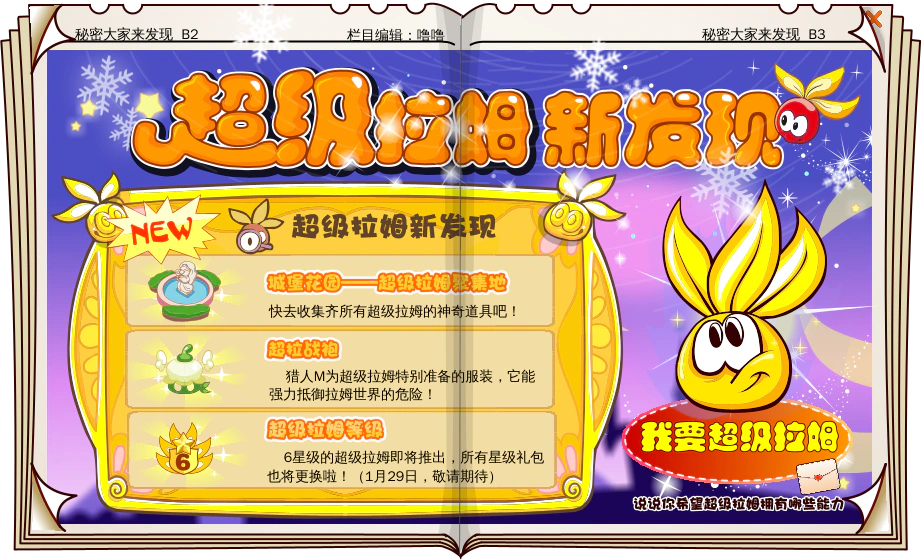 秘密大家来发现 B2
栏目编辑：噜噜
秘密大家来发现 B3
超级拉姆新发现
NEW
超级拉姆新发现
城堡花园——超级拉姆聚集地
快去收集齐所有超级拉姆的神奇道具吧！
超拉战袍
猎人M为超级拉姆特别准备的服装，它能
强力抵御拉姆世界的危险！
超级拉姆等级
6
6星级的超级拉姆即将推出，所有星级礼包
也将更换啦！（1月29日，敬请期待）
我要超级拉姆
说说你希望超级拉姆拥有哪些能力